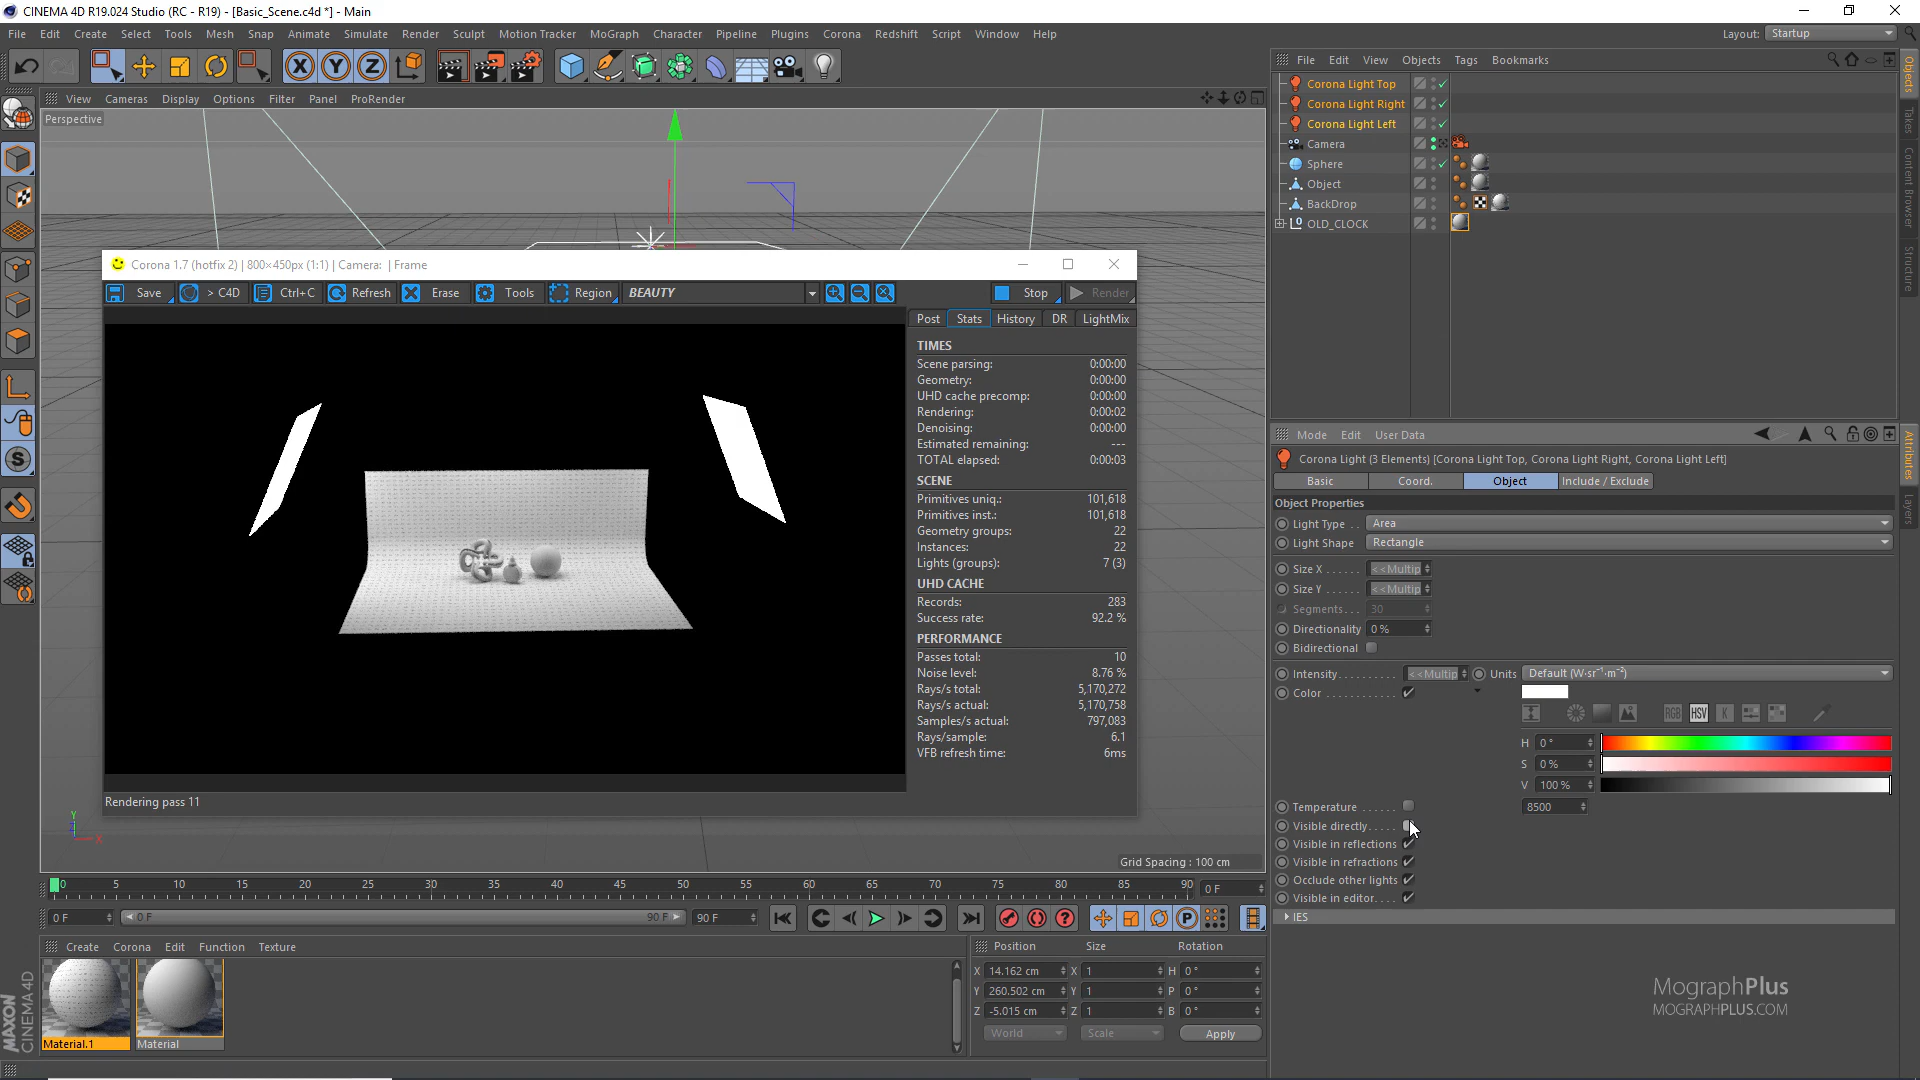 CINEMA 4D R19.024 Studio (RC - R19) - [Basic_Scene.c4d *] - Main
File Edit Create Select Tools Mesh Snap Animate Simulate Render Sculpt Motion Tracker MoGraph Character Pipeline Plugins Corona Redshift Script Window Help
Layout: Startup
X Y Z
View Cameras Display Options Filter Panel ProRender
Perspective
Corona 1.7 (hotfix 2) | 800×450px (1:1) | Camera: | Frame
Save > C4D Ctrl+C Refresh Erase Tools Region BEAUTY Stop Render
Post Stats History DR LightMix
TIMES
Scene parsing: 0:00:00
Geometry: 0:00:00
UHD cache precomp: 0:00:00
Rendering: 0:00:02
Denoising: 0:00:00
Estimated remaining: ---
TOTAL elapsed: 0:00:03
SCENE
Primitives uniq.: 101,618
Primitives inst.: 101,618
Geometry groups: 22
Instances: 22
Lights (groups): 7 (3)
UHD CACHE
Records: 283
Success rate: 92.2 %
PERFORMANCE
Passes total: 10
Noise level: 8.76 %
Rays/s total: 5,170,272
Rays/s actual: 5,170,758
Samples/s actual: 797,083
Rays/sample: 6.1
VFB refresh time: 6ms
Rendering pass 11
Y
X
Grid Spacing : 100 cm
0 5 10 15 20 25 30 35 40 45 50 55 60 65 70 75 80 85 90 0 F
0 F 0 F 90 F 90 F
Create Corona Edit Function Texture
Material.1 Material
MAXON
CINEMA 4D
Position Size Rotation
X 14.162 cm X 1 H 0°
Y 260.502 cm Y 1 P 0°
Z -5.015 cm Z 1 B 0°
World Scale Apply
File Edit View Objects Tags Bookmarks
Corona Light Top
Corona Light Right
Corona Light Left
Camera
Sphere
Object
BackDrop
OLD_CLOCK
Objects
Takes
Content Browser
Structure
Mode Edit User Data
Corona Light (3 Elements) [Corona Light Top, Corona Light Right, Corona Light Left]
Basic Coord. Object Include / Exclude
Object Properties
Light Type . . Area
Light Shape Rectangle
Size X . . . . . . <<Multip
Size Y . . . . . . <<Multip
Segments. . . 30
Directionality 0 %
Bidirectional
Intensity. . . . . . . . . . <<Multip Units Default (W·sr⁻¹·m⁻²)
Color . . . . . . . . . . . .
RGB HSV K
H 0°
S 0 %
V 100 %
Temperature . . . . . . 8500
Visible directly. . . . .
Visible in reflections
Visible in refractions
Occlude other lights
Visible in editor. . . .
IES
Attributes
Layers
MographPlus
MOGRAPHPLUS.COM